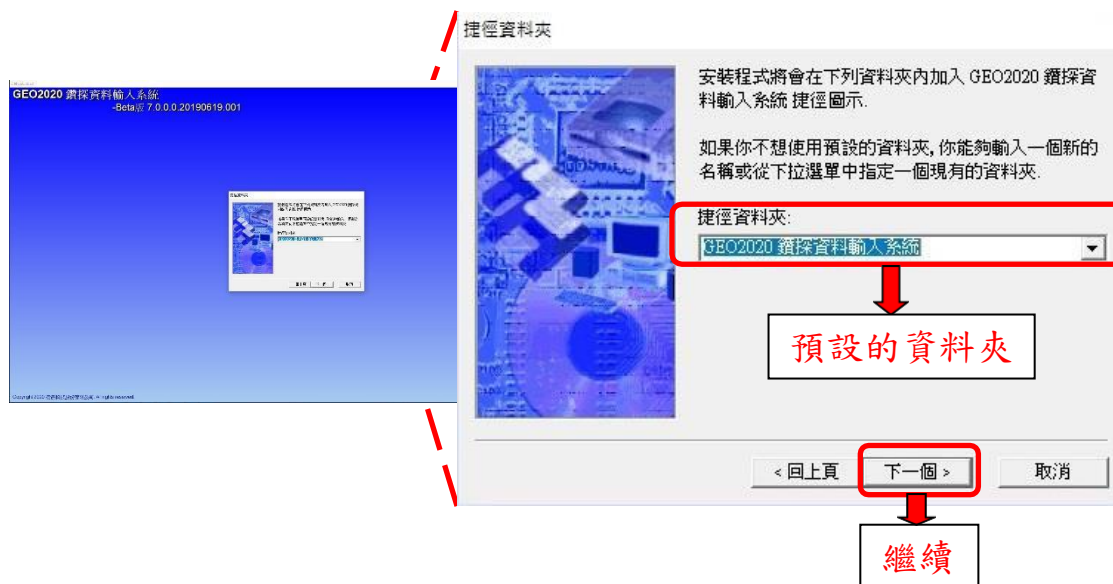 GEO2020 鑽探資料輸入系統
-Beta版 7.0.0.0.20190619.001
捷徑資料夾
安裝程式將會在下列資料夾內加入 GEO2020 鑽探資
料輸入系統 捷徑圖示.
如果你不想使用預設的資料夾, 你能夠輸入一個新的
名稱或從下拉選單中指定一個現有的資料夾.
捷徑資料夾:
GEO2020 鑽探資料輸入系統
預設的資料夾
< 回上頁
下一個 >
取消
繼續